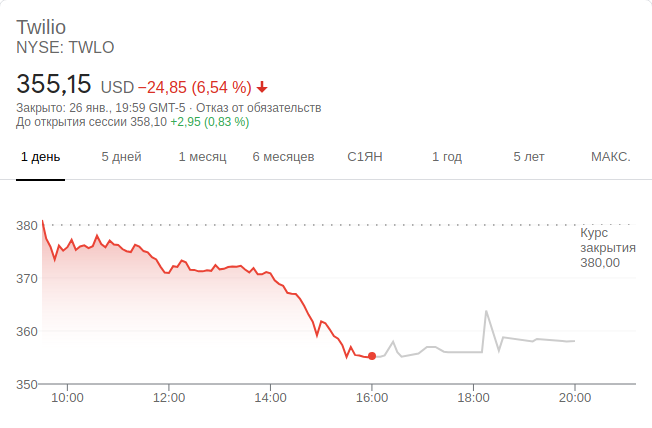 Twilio
NYSE: TWLO
355,15 USD −24,85 (6,54 %)
Закрыто: 26 янв., 19:59 GMT-5 · Отказ от обязательств
До открытия сессии 358,10 +2,95 (0,83 %)
1 день 5 дней 1 месяц 6 месяцев С1ЯН 1 год 5 лет МАКС.
380
Курс
закрытия
380,00
370
360
350
10:00 12:00 14:00 16:00 18:00 20:00